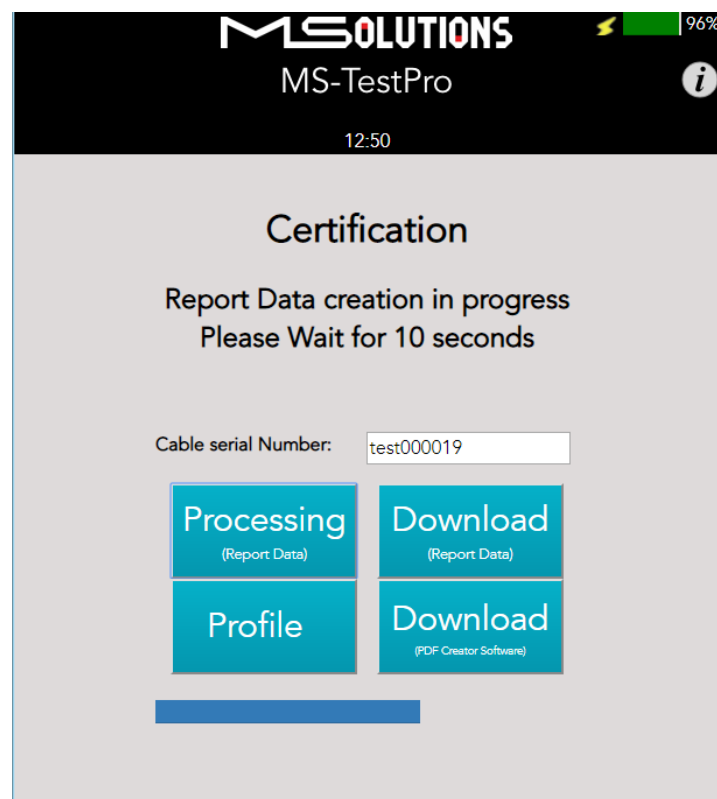 MSOLUTIONS
96%
MS-TestPro
i
12:50
Certification
Report Data creation in progress
Please Wait for 10 seconds
Cable serial Number:
test000019
Processing
(Report Data)
Download
(Report Data)
Profile
Download
(PDF Creator Software)